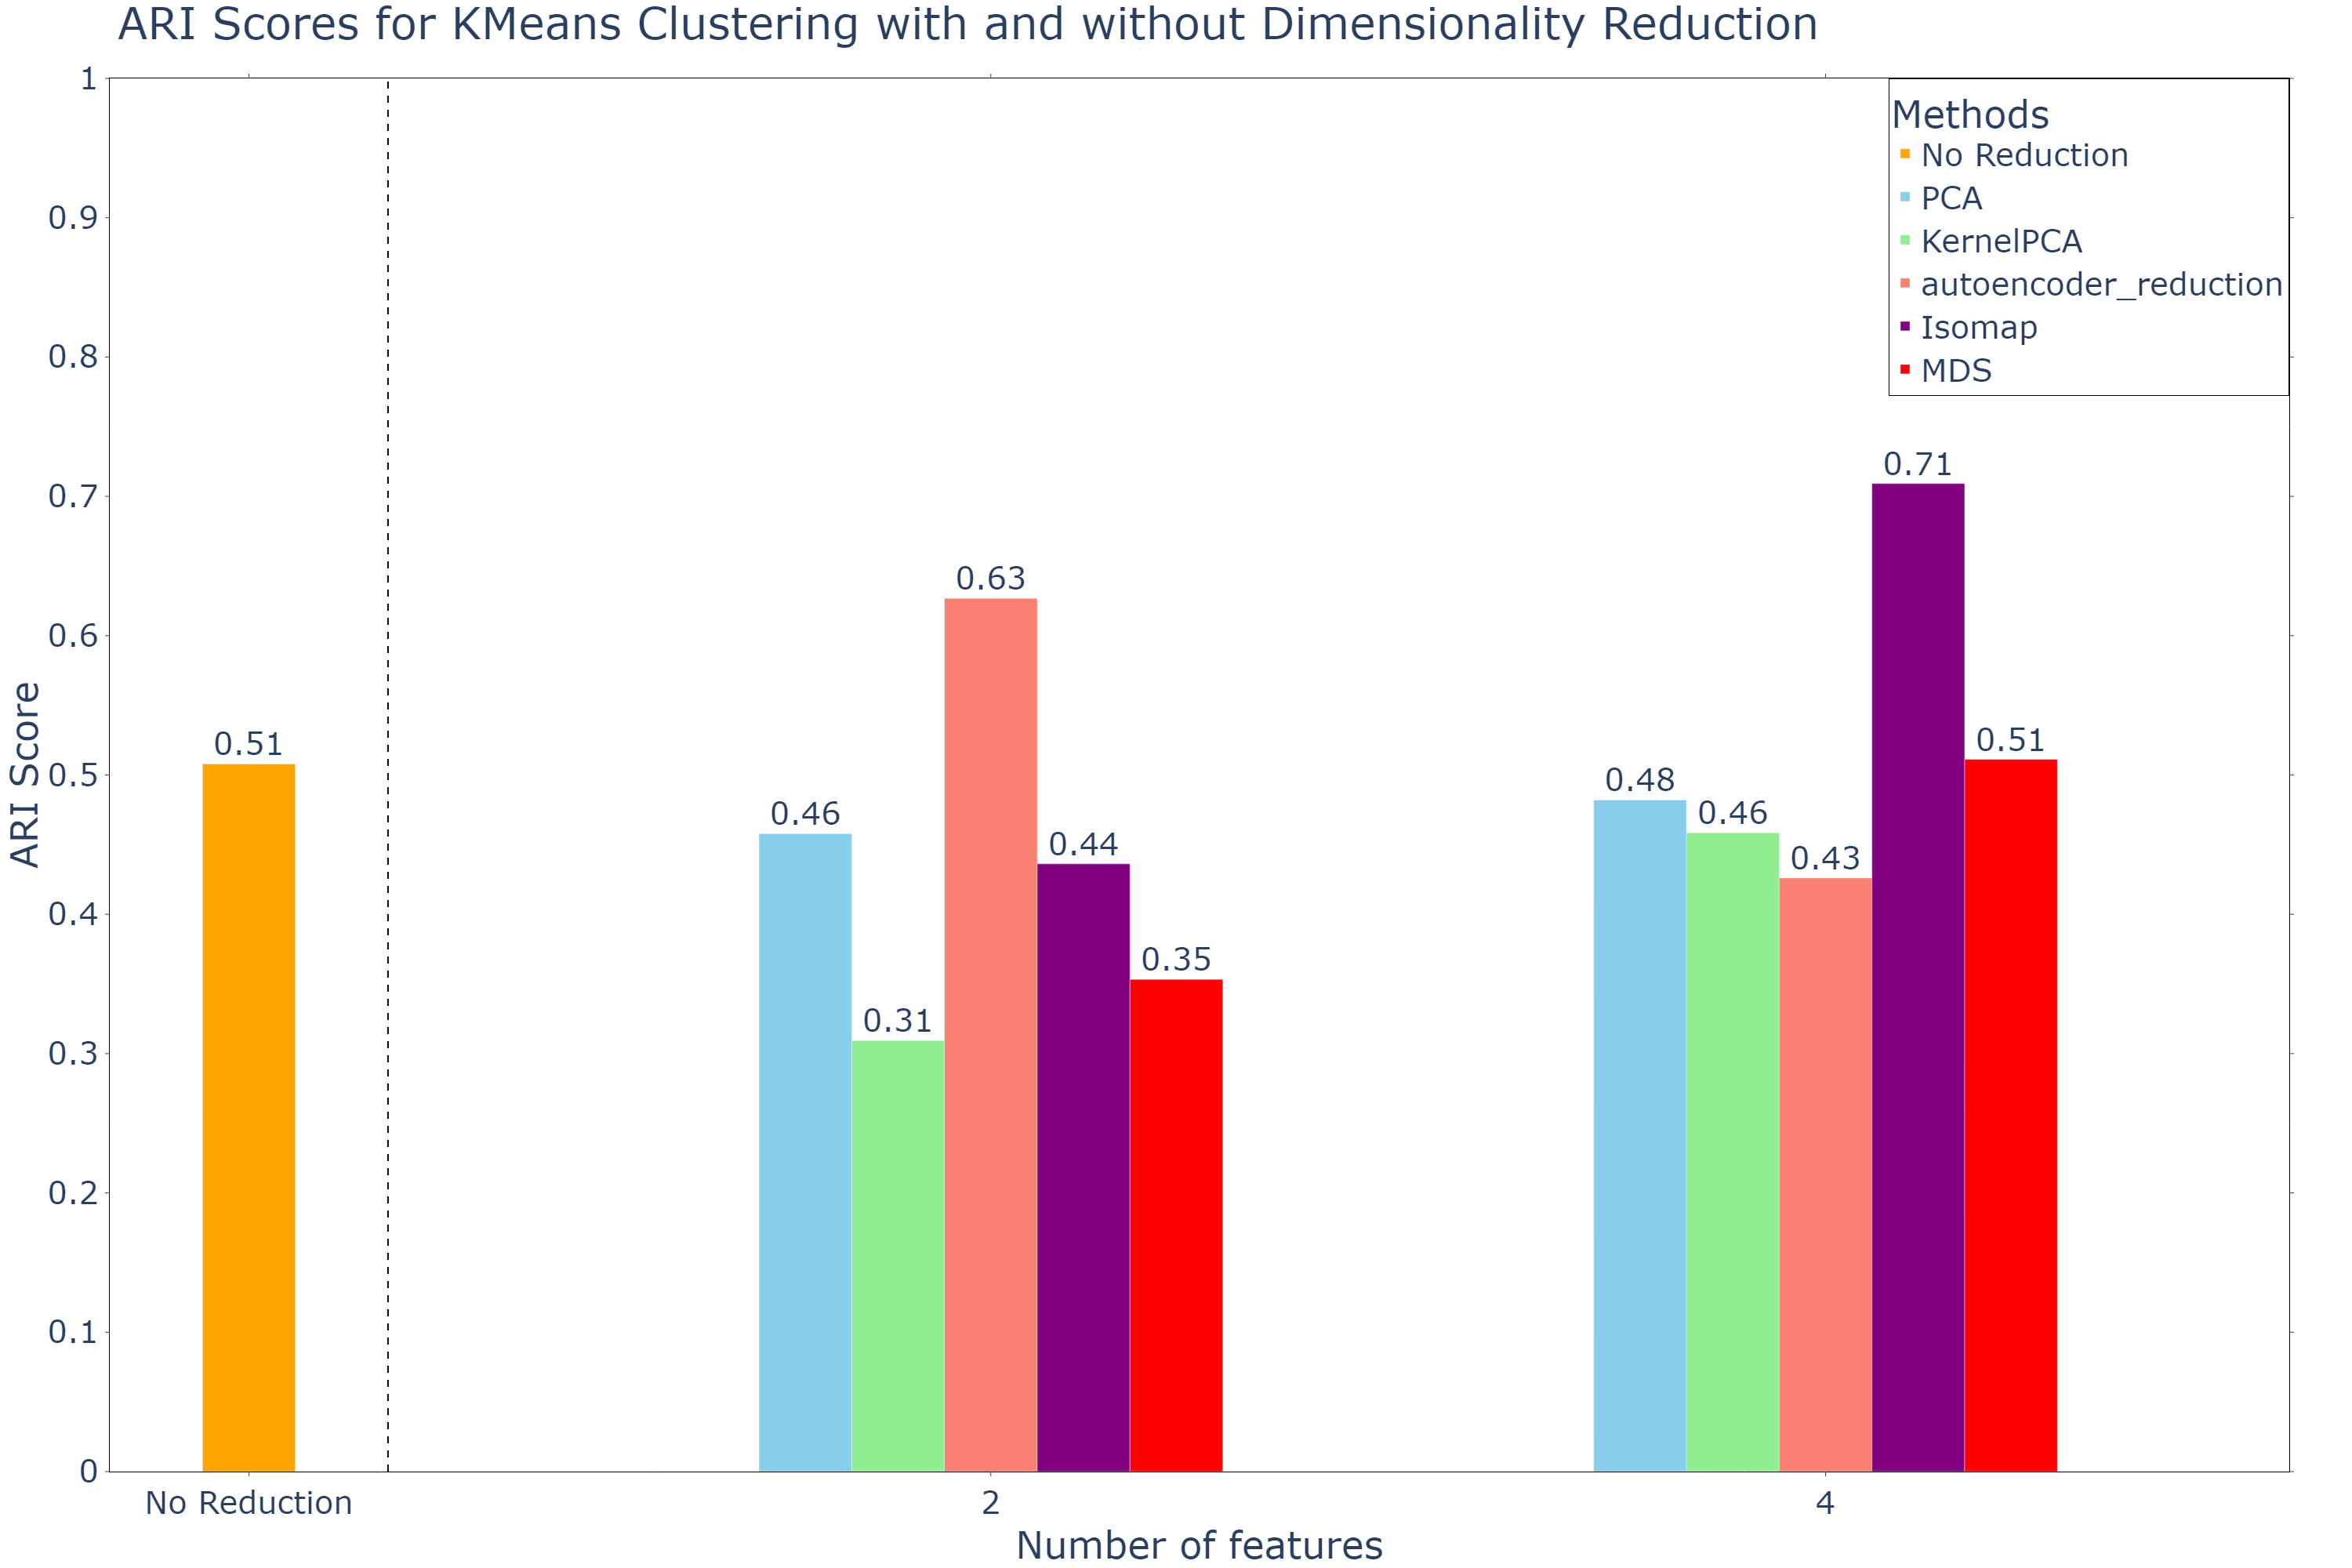 ARI Scores for KMeans Clustering with and without Dimensionality Reduction
Methods
No Reduction
PCA
KernelPCA
autoencoder_reduction
Isomap
MDS
ARI Score
1
0.9
0.8
0.7
0.6
0.5
0.4
0.3
0.2
0.1
0
0.51
0.46
0.31
0.63
0.44
0.35
0.48
0.46
0.43
0.71
0.51
No Reduction
2
4
Number of features